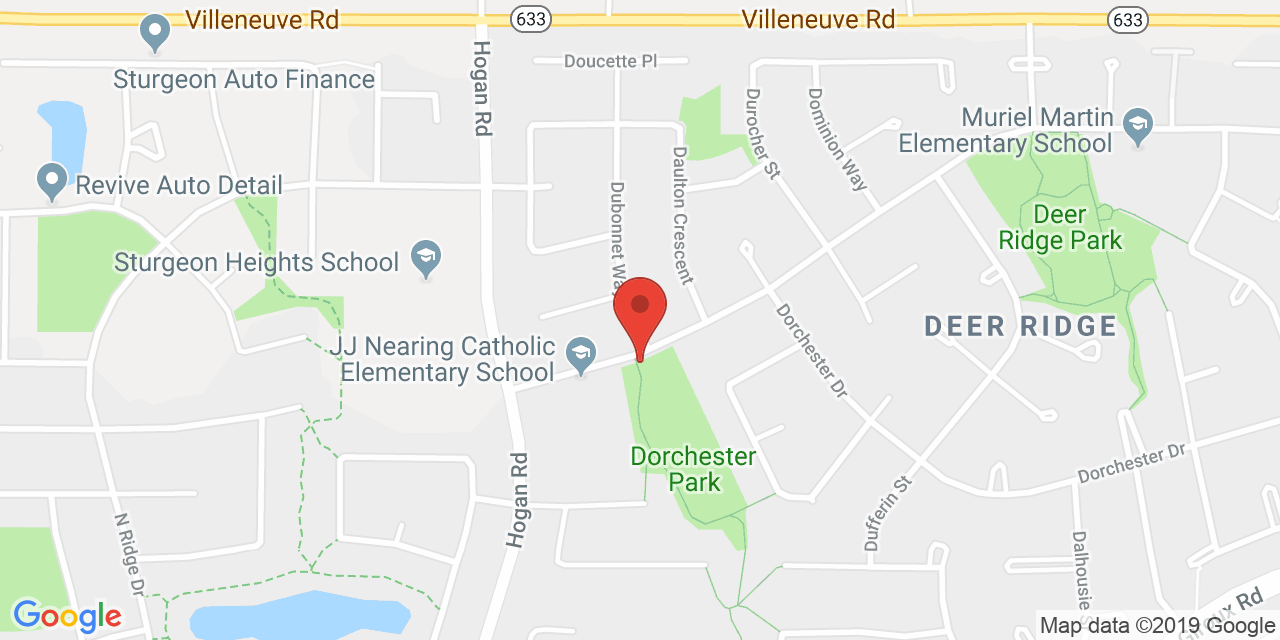 Villeneuve Rd
633
Villeneuve Rd
633
Sturgeon Auto Finance
Hogan Rd
Doucette Pl
Durocher St
Dominion Way
Muriel Martin
Elementary School
Revive Auto Detail
Dubonnet Way
Daulton Crescent
Deer
Ridge Park
Sturgeon Heights School
Dorchester Dr
DEER RIDGE
JJ Nearing Catholic
Elementary School
Dorchester
Park
Hogan Rd
Dorchester Dr
N Ridge Dr
Dufferin St
Dalhousie
Rd
Google
Map data ©2019 Google